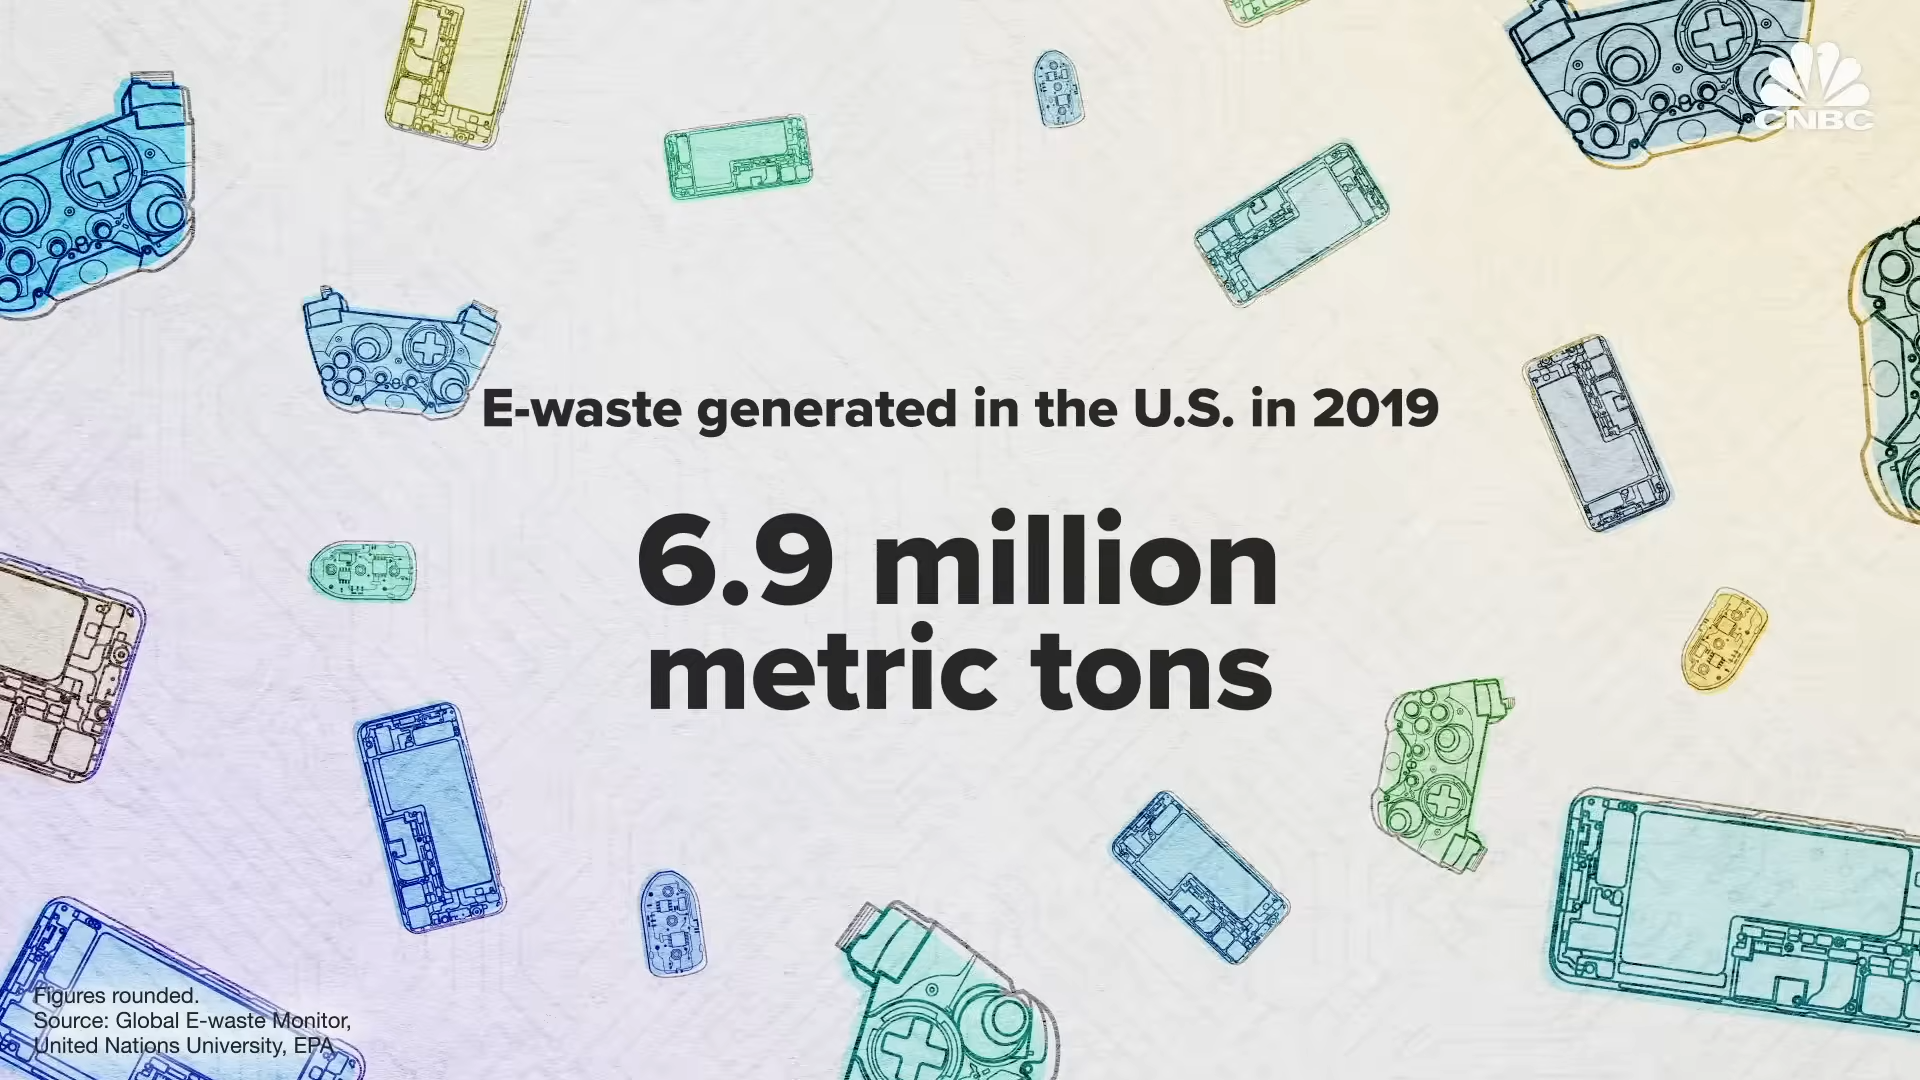 CNBC
E-waste generated in the U.S. in 2019
6.9 million
metric tons
Figures rounded.
Source: Global E-waste Monitor,
United Nations University, EPA